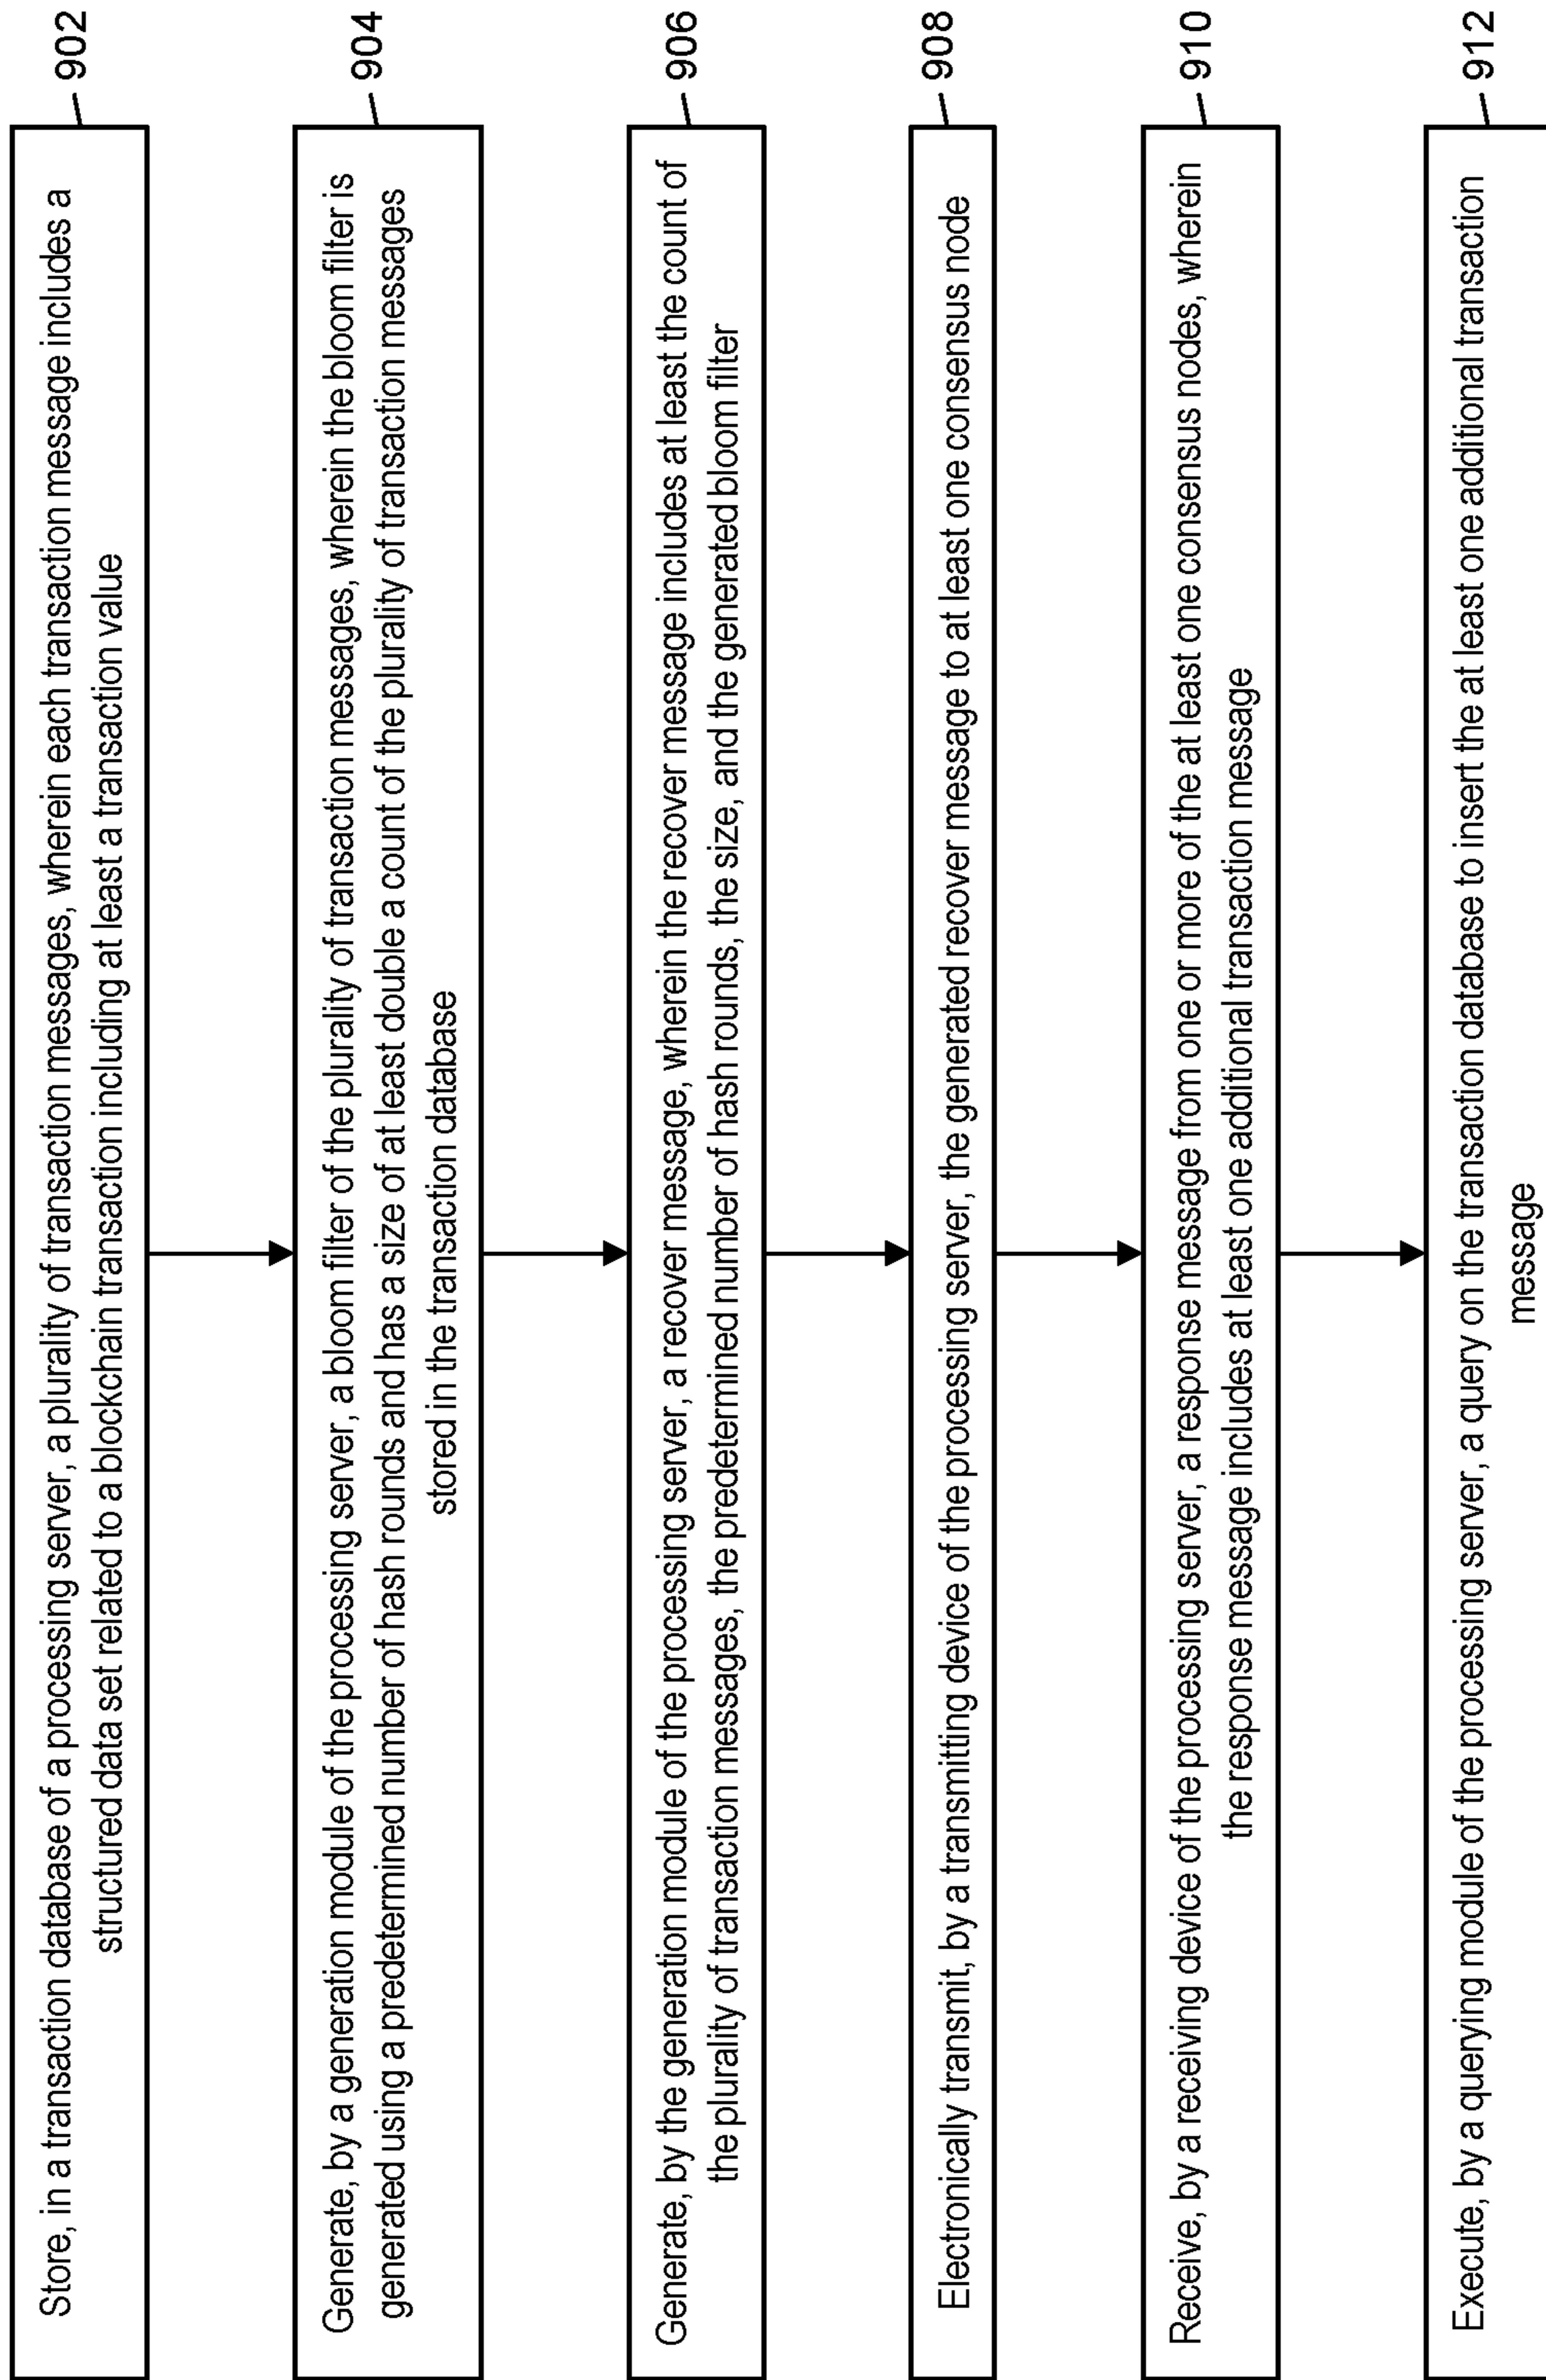 Store, in a transaction database of a processing server, a plurality of transaction messages, wherein each transaction message includes a
structured data set related to a blockchain transaction including at least a transaction value
902
Generate, by a generation module of the processing server, a bloom filter of the plurality of transaction messages, wherein the bloom filter is
generated using a predetermined number of hash rounds and has a size of at least double a count of the plurality of transaction messages
stored in the transaction database
904
Generate, by the generation module of the processing server, a recover message, wherein the recover message includes at least the count of
the plurality of transaction messages, the predetermined number of hash rounds, the size, and the generated bloom filter
906
Electronically transmit, by a transmitting device of the processing server, the generated recover message to at least one consensus node
908
Receive, by a receiving device of the processing server, a response message from one or more of the at least one consensus nodes, wherein
the response message includes at least one additional transaction message
910
Execute, by a querying module of the processing server, a query on the transaction database to insert the at least one additional transaction
message
912